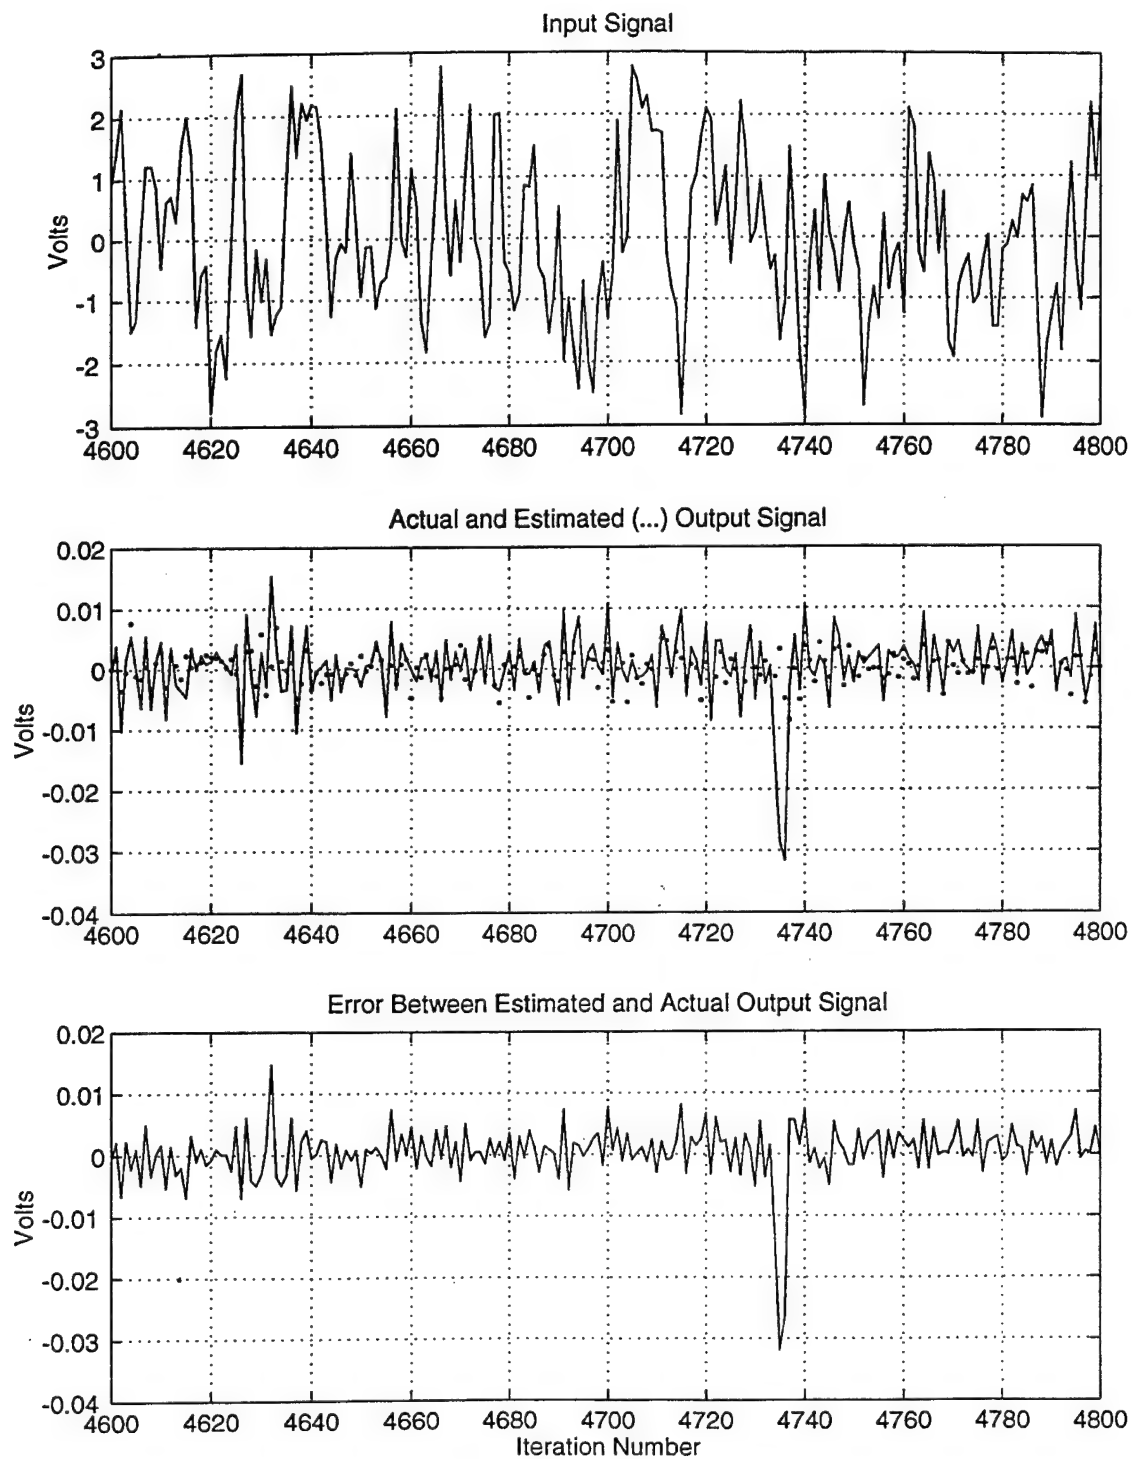 Input Signal
3
2
1
0
-1
-2
-3
Volts
4600 4620 4640 4660 4680 4700 4720 4740 4760 4780 4800
Actual and Estimated (...) Output Signal
0.02
0.01
0
-0.01
-0.02
-0.03
-0.04
Volts
4600 4620 4640 4660 4680 4700 4720 4740 4760 4780 4800
Error Between Estimated and Actual Output Signal
0.02
0.01
0
-0.01
-0.02
-0.03
-0.04
Volts
4600 4620 4640 4660 4680 4700 4720 4740 4760 4780 4800
Iteration Number